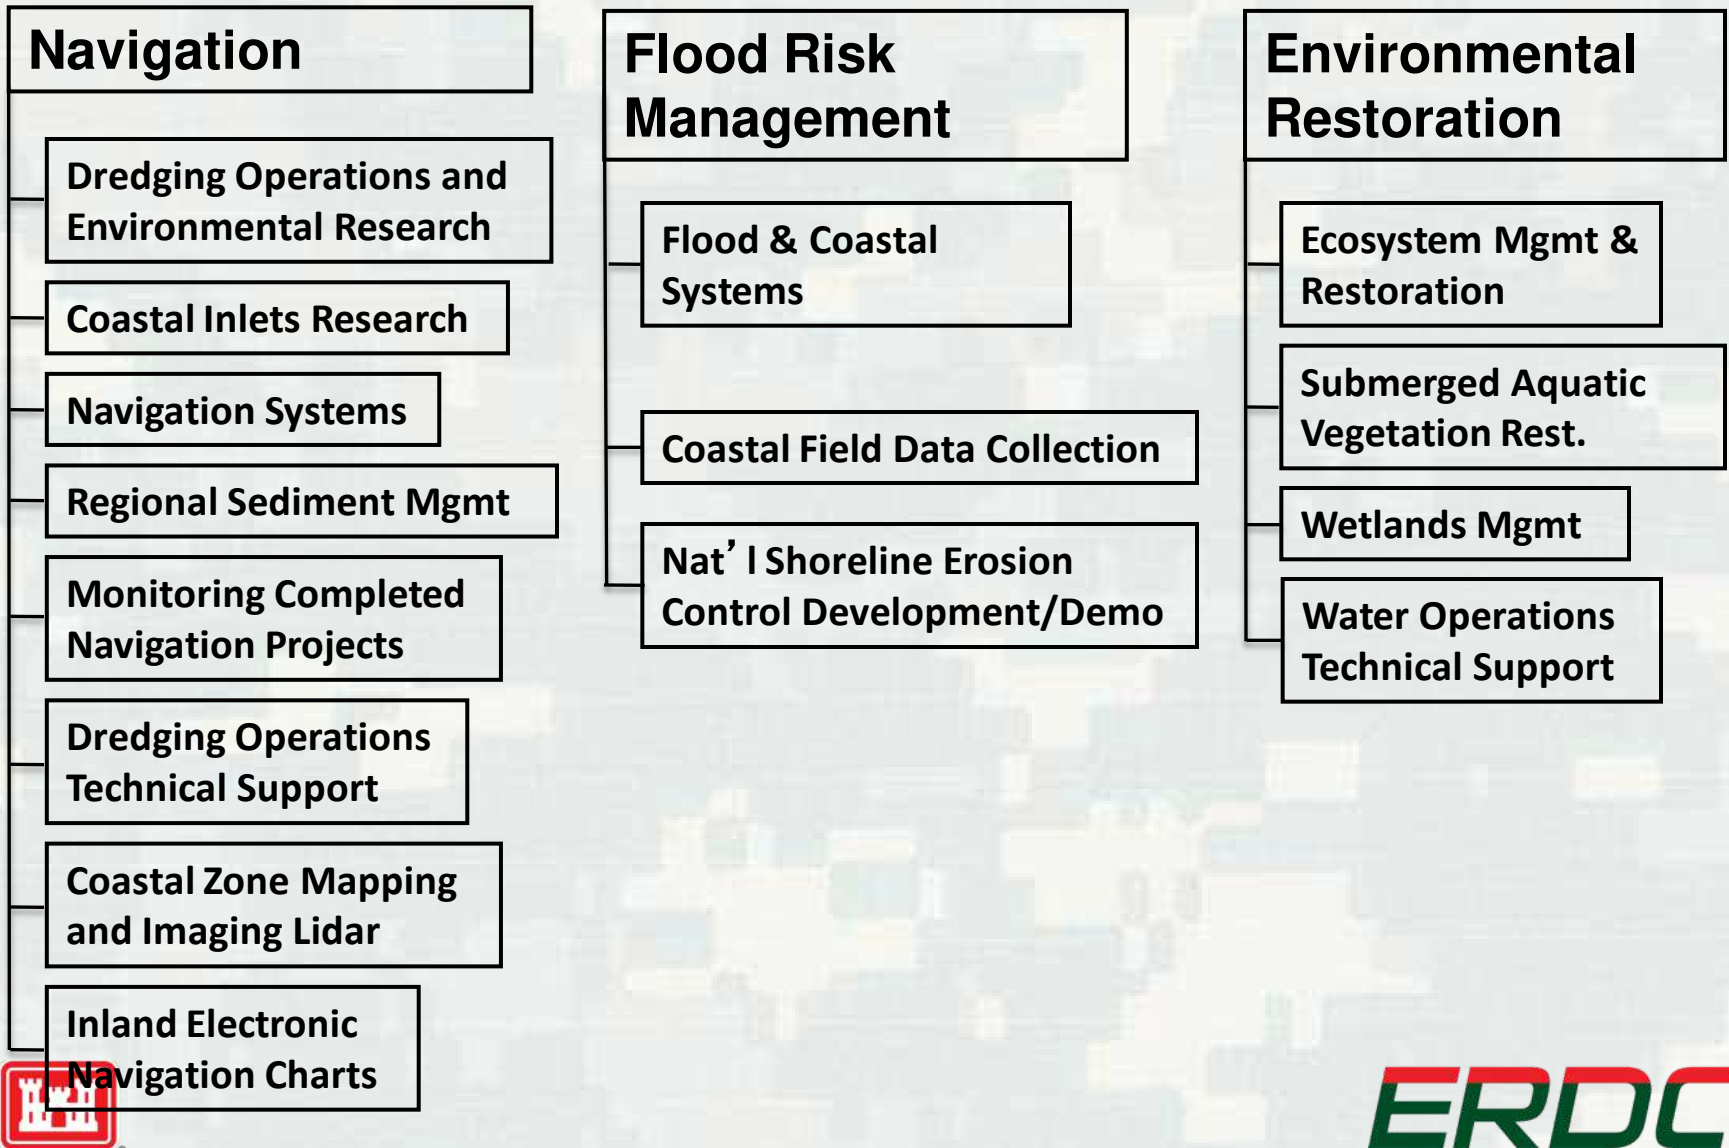 Navigation
Dredging Operations and
Environmental Research
Coastal Inlets Research
Navigation Systems
Regional Sediment Mgmt
Monitoring Completed
Navigation Projects
Dredging Operations
Technical Support
Coastal Zone Mapping
and Imaging Lidar
Inland Electronic
Navigation Charts
Flood Risk
Management
Flood & Coastal
Systems
Coastal Field Data Collection
Nat’l Shoreline Erosion
Control Development/Demo
Environmental
Restoration
Ecosystem Mgmt &
Restoration
Submerged Aquatic
Vegetation Rest.
Wetlands Mgmt
Water Operations
Technical Support
ERDC